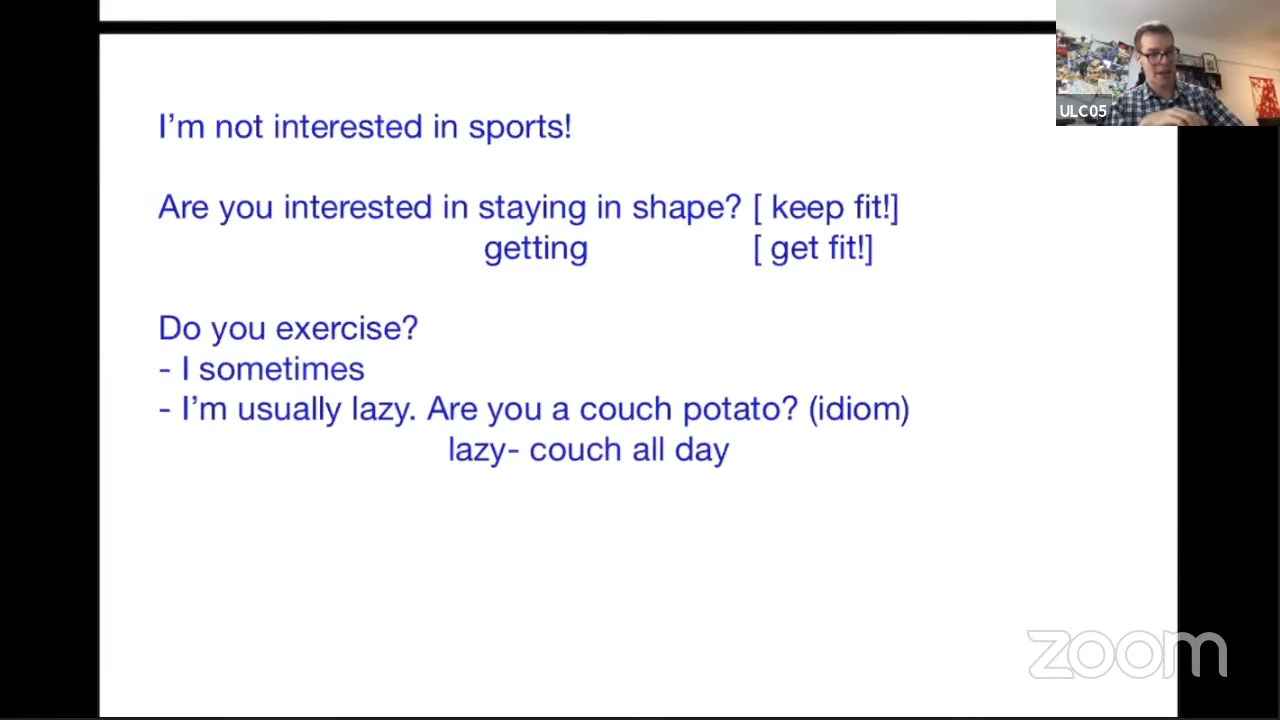 I'm not interested in sports!
ULC05
Are you interested in staying in shape? [ keep fit!]
getting [ get fit!]
Do you exercise?
- I sometimes
- I'm usually lazy. Are you a couch potato? (idiom)
lazy- couch all day
zoom